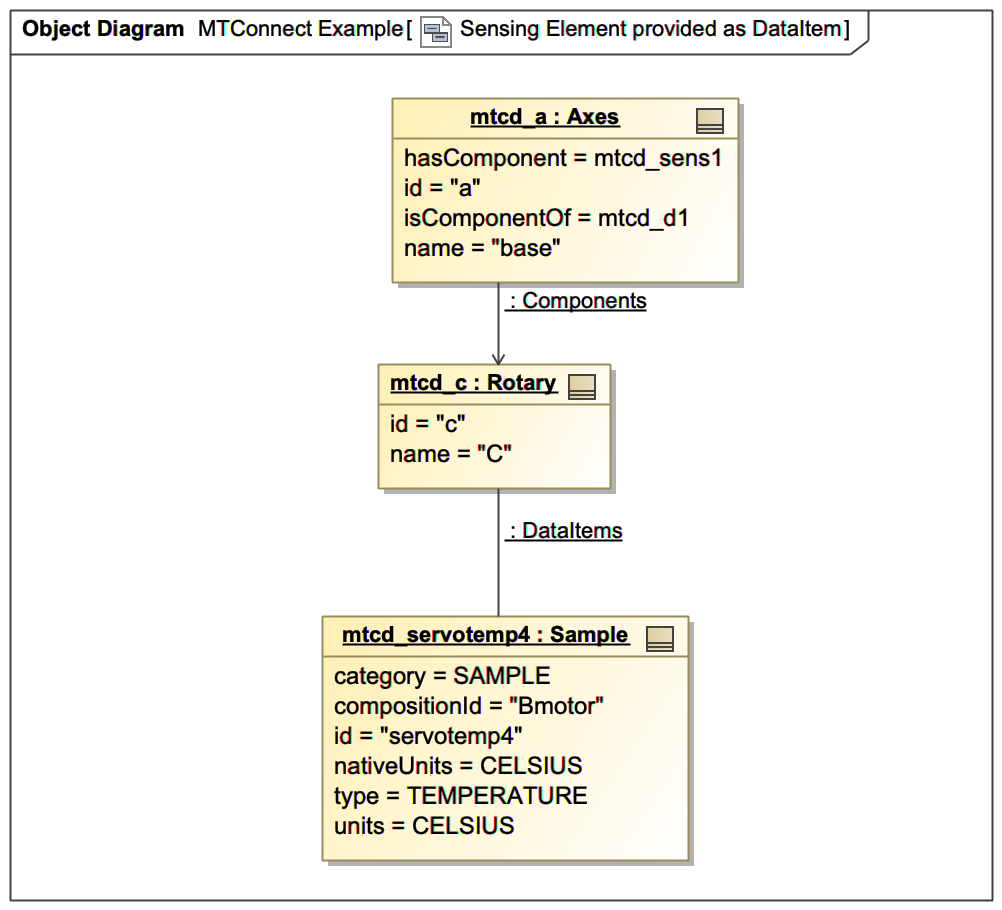 Object Diagram MTConnect Example[ Sensing Element provided as DataItem]
mtcd_a : Axes
hasComponent = mtcd_sens1
id = "a"
isComponentOf = mtcd_d1
name = "base"
: Components
mtcd_c : Rotary
id = "c"
name = "C"
: DataItems
mtcd_servotemp4 : Sample
category = SAMPLE
compositionId = "Bmotor"
id = "servotemp4"
nativeUnits = CELSIUS
type = TEMPERATURE
units = CELSIUS